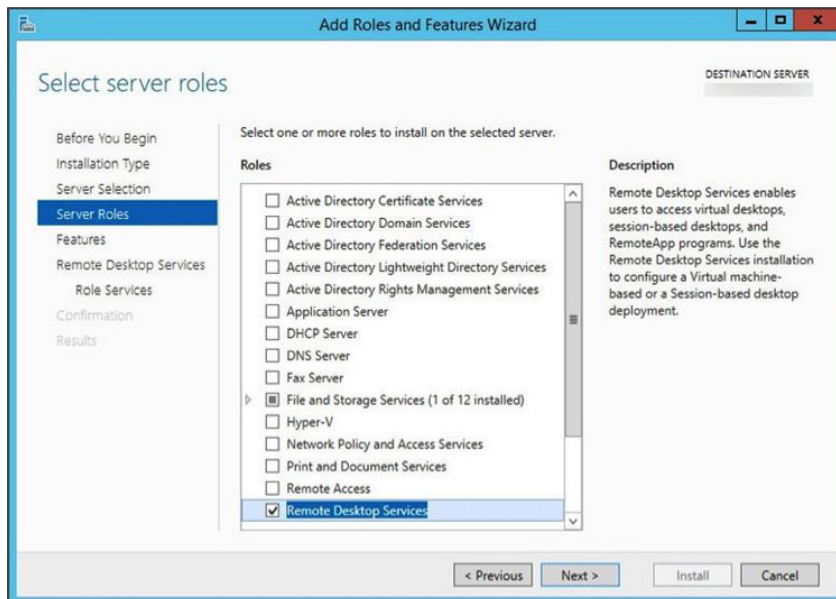 Add Roles and Features Wizard
Select server roles
DESTINATION SERVER
Before You Begin
Installation Type
Server Selection
Server Roles
Features
Remote Desktop Services
Role Services
Confirmation
Results
Select one or more roles to install on the selected server.
Roles
Active Directory Certificate Services
Active Directory Domain Services
Active Directory Federation Services
Active Directory Lightweight Directory Services
Active Directory Rights Management Services
Application Server
DHCP Server
DNS Server
Fax Server
File and Storage Services (1 of 12 installed)
Hyper-V
Network Policy and Access Services
Print and Document Services
Remote Access
Remote Desktop Services
Description
Remote Desktop Services enables
users to access virtual desktops,
session-based desktops, and
RemoteApp programs. Use the
Remote Desktop Services installation
to configure a Virtual machine-
based or a Session-based desktop
deployment.
< Previous
Next >
Install
Cancel